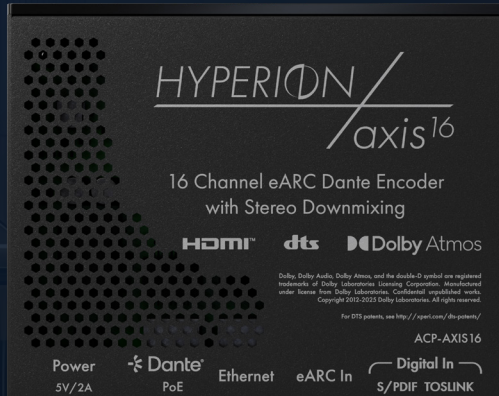 HYPERION
axis16
16 Channel eARC Dante Encoder
with Stereo Downmixing
HDMI™ dts Dolby Atmos
Dolby, Dolby Audio, Dolby Atmos, and the double-D symbol are registered
trademarks of Dolby Laboratories Licensing Corporation. Manufactured
under license from Dolby Laboratories. Confidential unpublished works.
Copyright 2012-2025 Dolby Laboratories. All rights reserved.
For DTS patents, see http://xperi.com/dts-patents/
ACP-AXIS16
Power Dante® Ethernet eARC In Digital In
5V/2A PoE S/PDIF TOSLINK